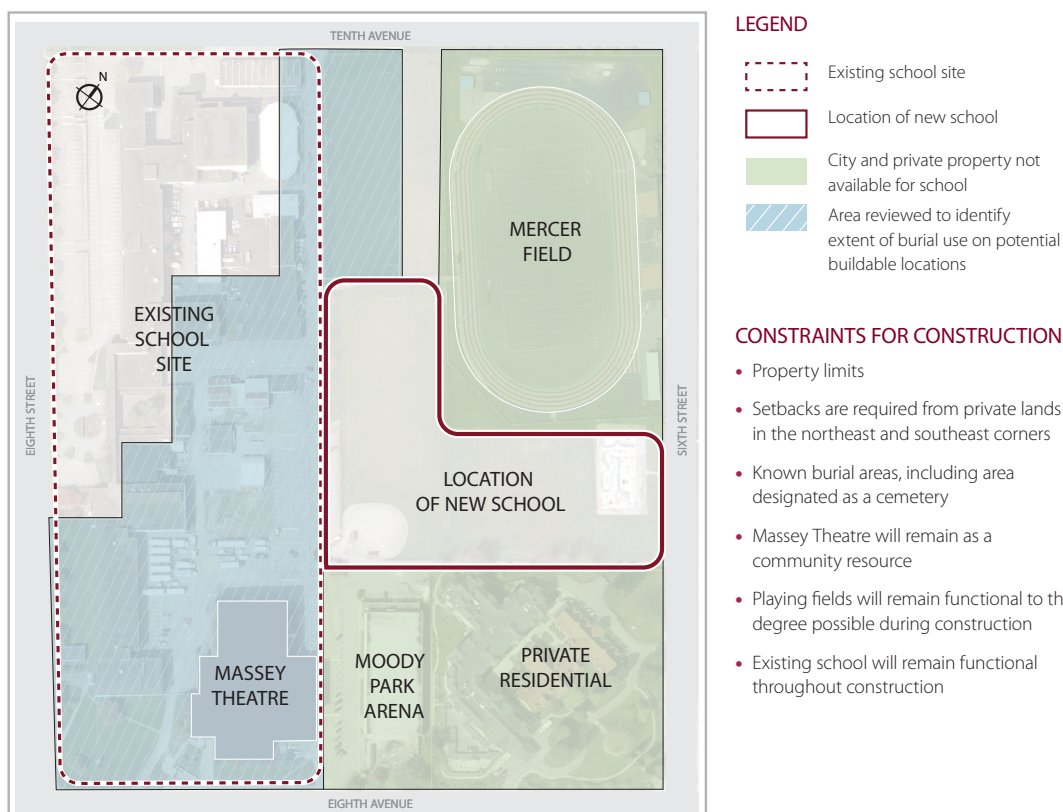 TENTH AVENUE
N
MERCER
FIELD
EXISTING
SCHOOL
SITE
EIGHTH STREET
SIXTH STREET
LOCATION
OF NEW SCHOOL
MASSEY
THEATRE
MOODY
PARK
ARENA
PRIVATE
RESIDENTIAL
EIGHTH AVENUE
LEGEND
Existing school site
Location of new school
City and private property not
available for school
Area reviewed to identify
extent of burial use on potential
buildable locations
CONSTRAINTS FOR CONSTRUCTION
• Property limits
• Setbacks are required from private lands
in the northeast and southeast corners
• Known burial areas, including area
designated as a cemetery
• Massey Theatre will remain as a
community resource
• Playing fields will remain functional to th
degree possible during construction
• Existing school will remain functional
throughout construction